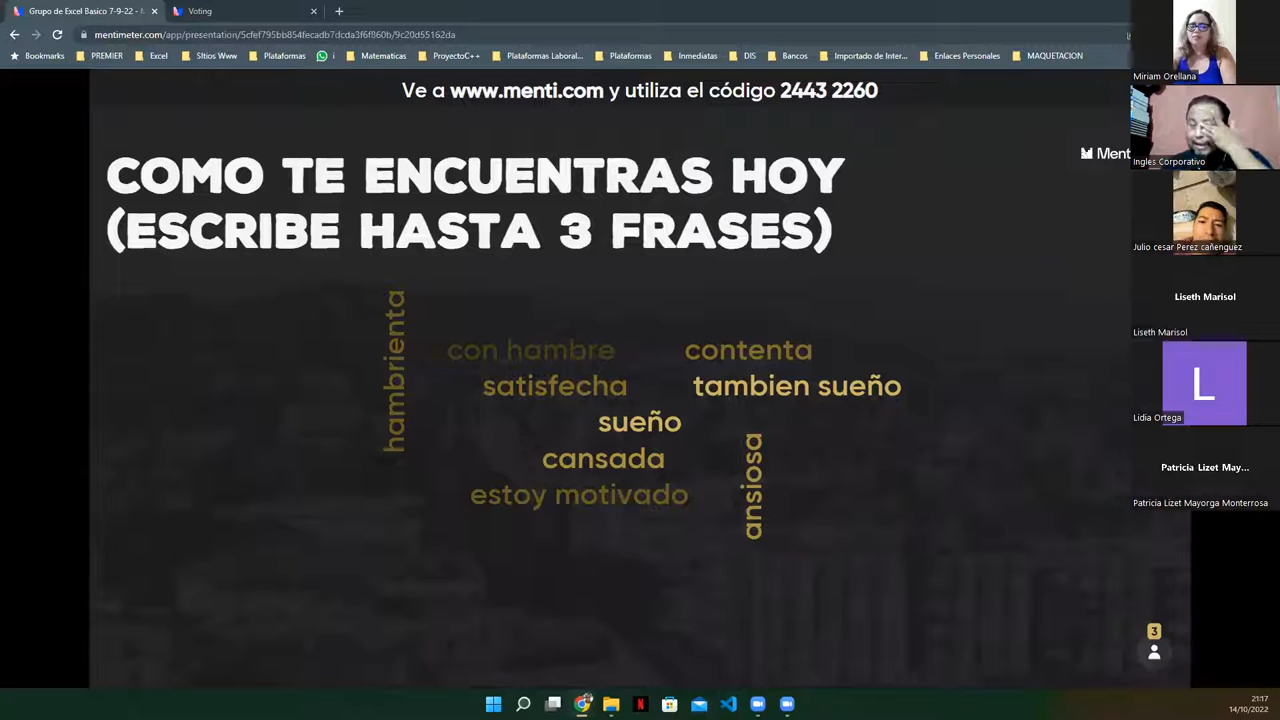 Grupo de Excel Basico 7-9-22 -
Voting
mentimeter.com/app/presentation/5cfef795bb854fecadb7dcda3f6f860b/9c20d55162da
Bookmarks PREMIER Excel Sitios Www Plataformas i Matematicas ProyectoC++ Plataformas Laboral... Plataformas Inmediatas DIS Bancos Importado de Inter... Enlaces Personales MAQUETACION
Ve a www.menti.com y utiliza el código 2443 2260
COMO TE ENCUENTRAS HOY
(ESCRIBE HASTA 3 FRASES)
Menti
hambrienta
con hambre
contenta
satisfecha
tambien sueño
sueño
cansada
ansiosa
estoy motivado
3
Miriam Orellana
Ingles Corporativo
Julio cesar Perez cañenguez
Liseth Marisol
Liseth Marisol
L
Lidia Ortega
Patricia Lizet May...
Patricia Lizet Mayorga Monterrosa
N
21:17
14/10/2022